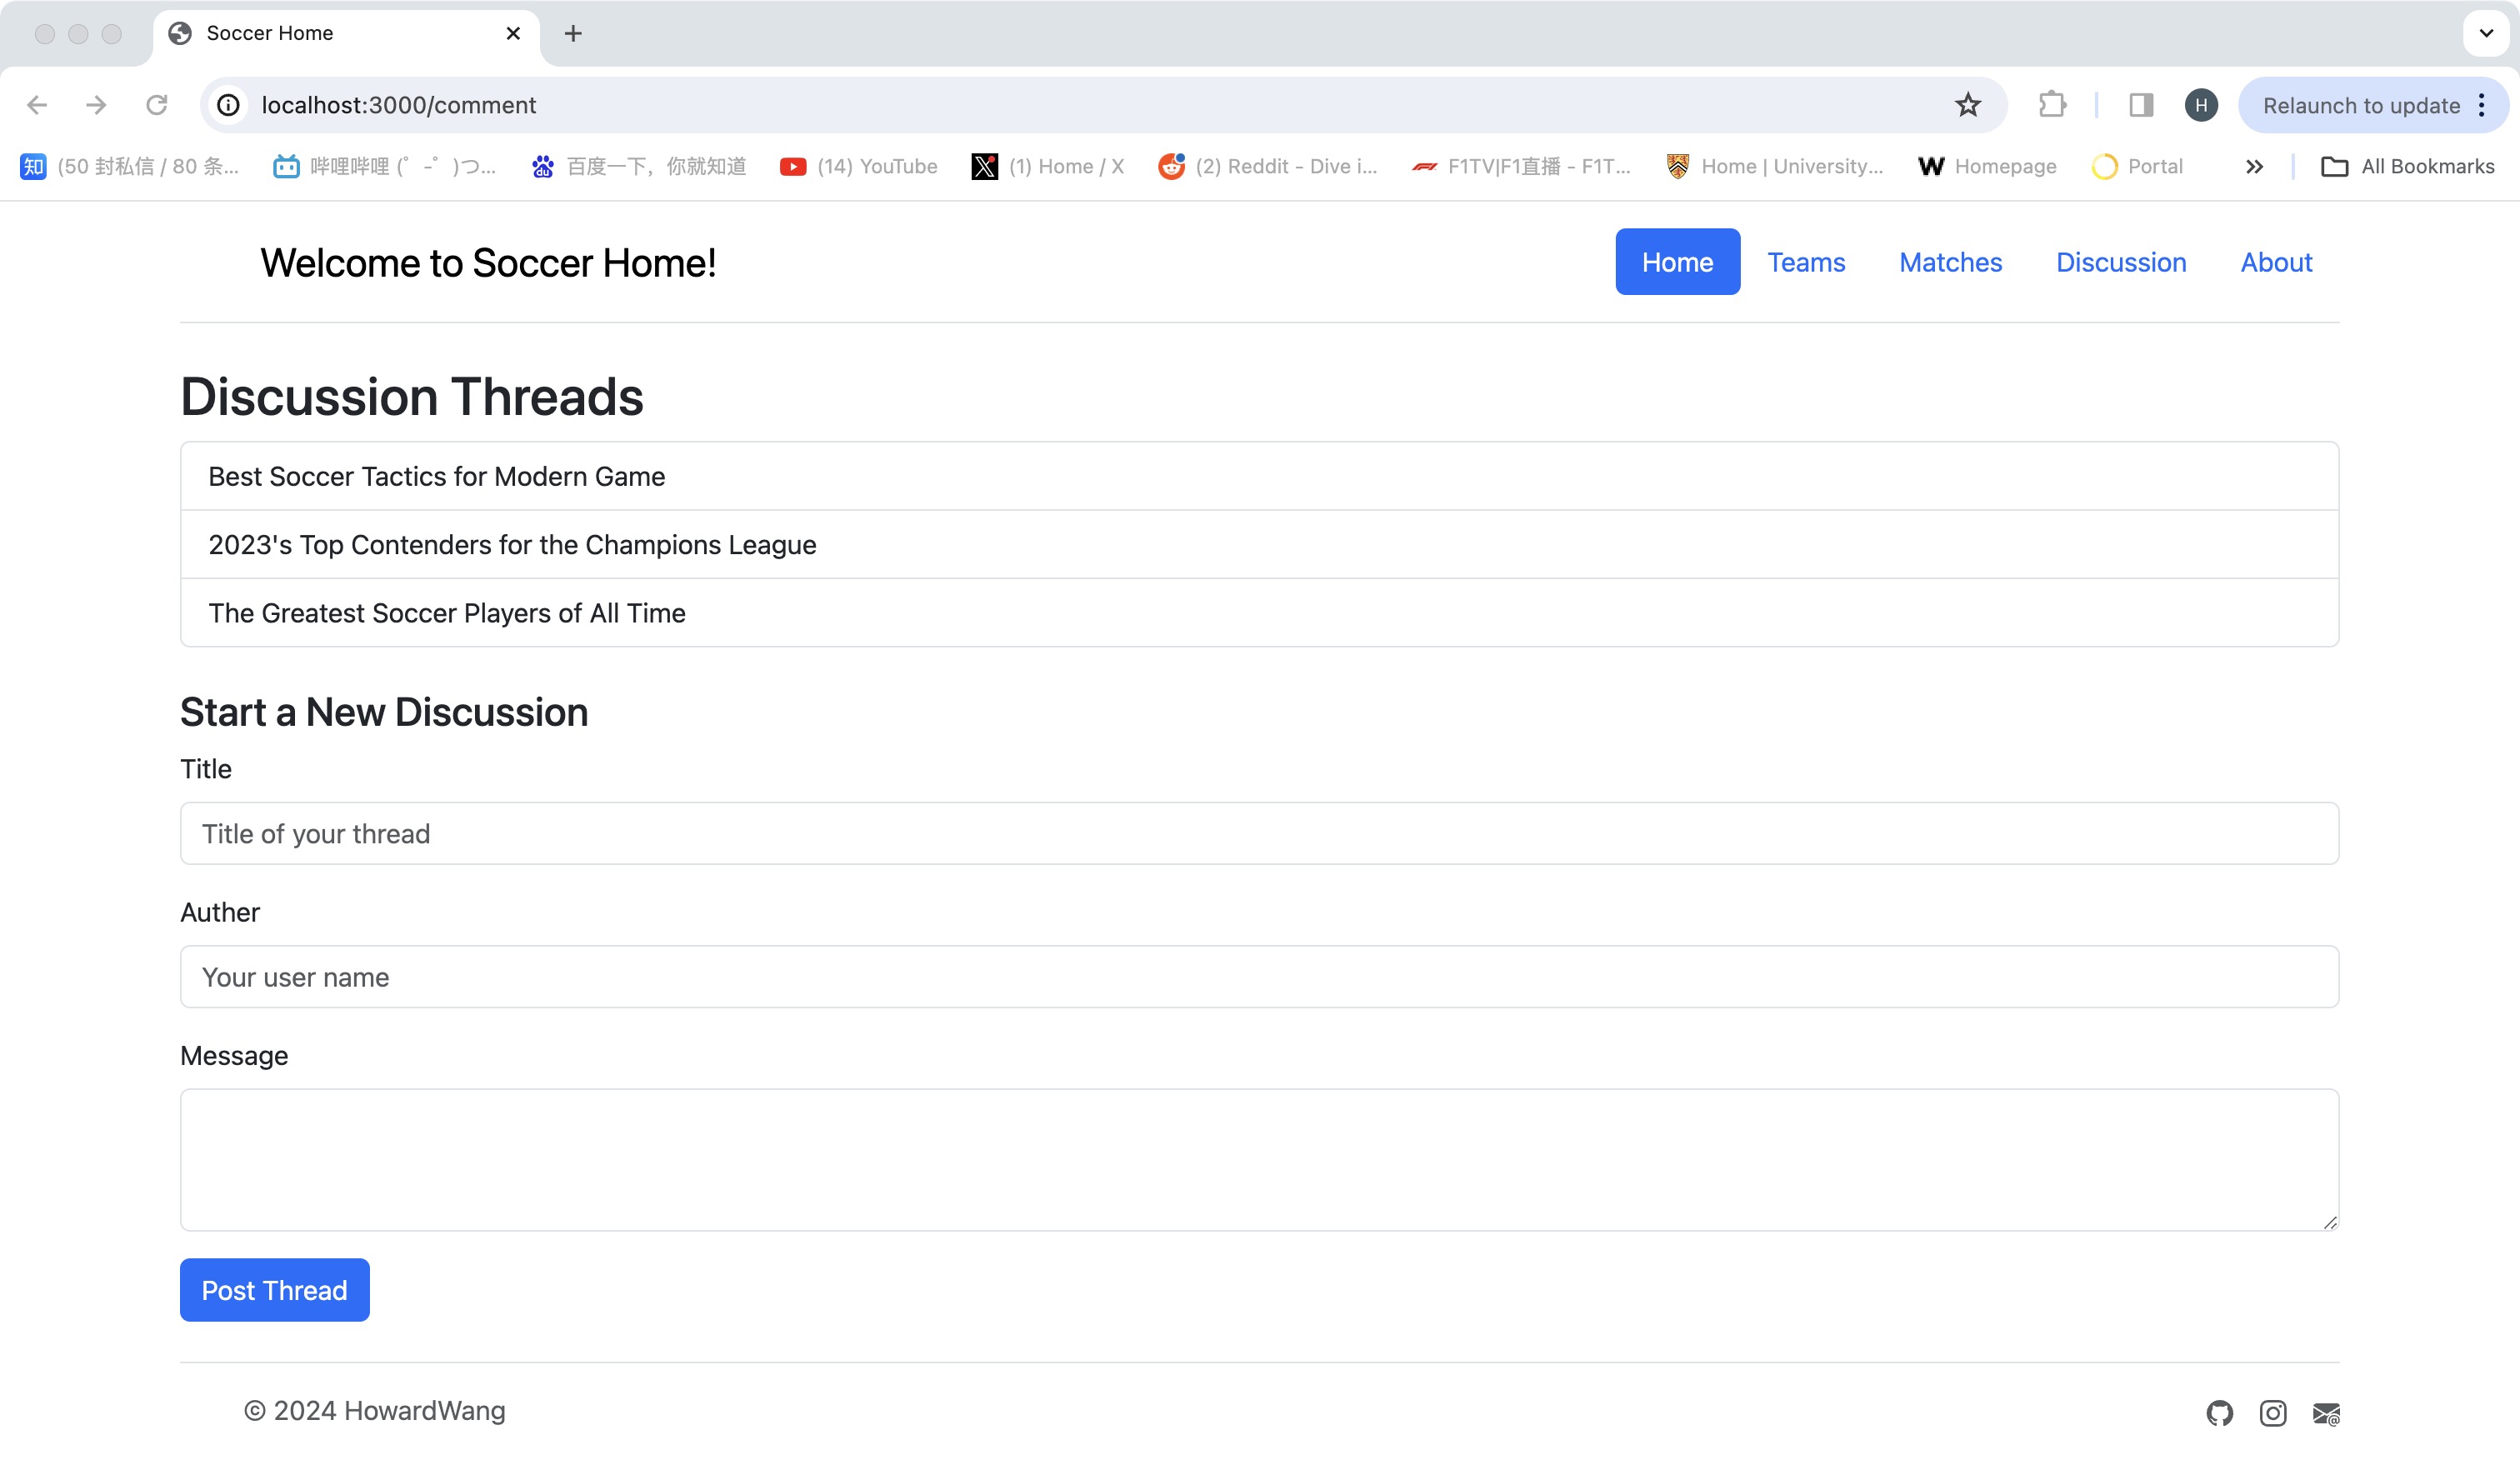 Soccer Home
localhost:3000/comment
H
Relaunch to update
知 (50 封私信 / 80 条...
哔哩哔哩 (゜-゜)つ...
du 百度一下，你就知道
(14) YouTube
(1) Home / X
(2) Reddit - Dive i...
F1TV|F1直播 - F1T...
Home | University...
W Homepage
Portal
All Bookmarks
Welcome to Soccer Home!
Home
Teams
Matches
Discussion
About
Discussion Threads
Best Soccer Tactics for Modern Game
2023's Top Contenders for the Champions League
The Greatest Soccer Players of All Time
Start a New Discussion
Title
Title of your thread
Auther
Your user name
Message
Post Thread
© 2024 HowardWang